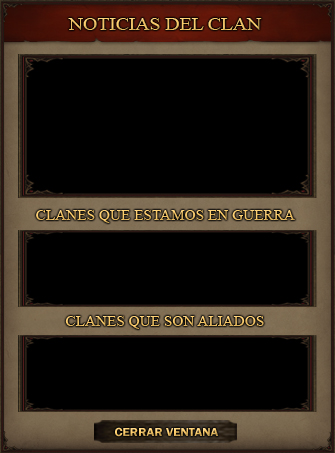 NOTICIAS DEL CLAN
CLANES QUE ESTAMOS EN GUERRA
CLANES QUE SON ALIADOS
CERRAR VENTANA